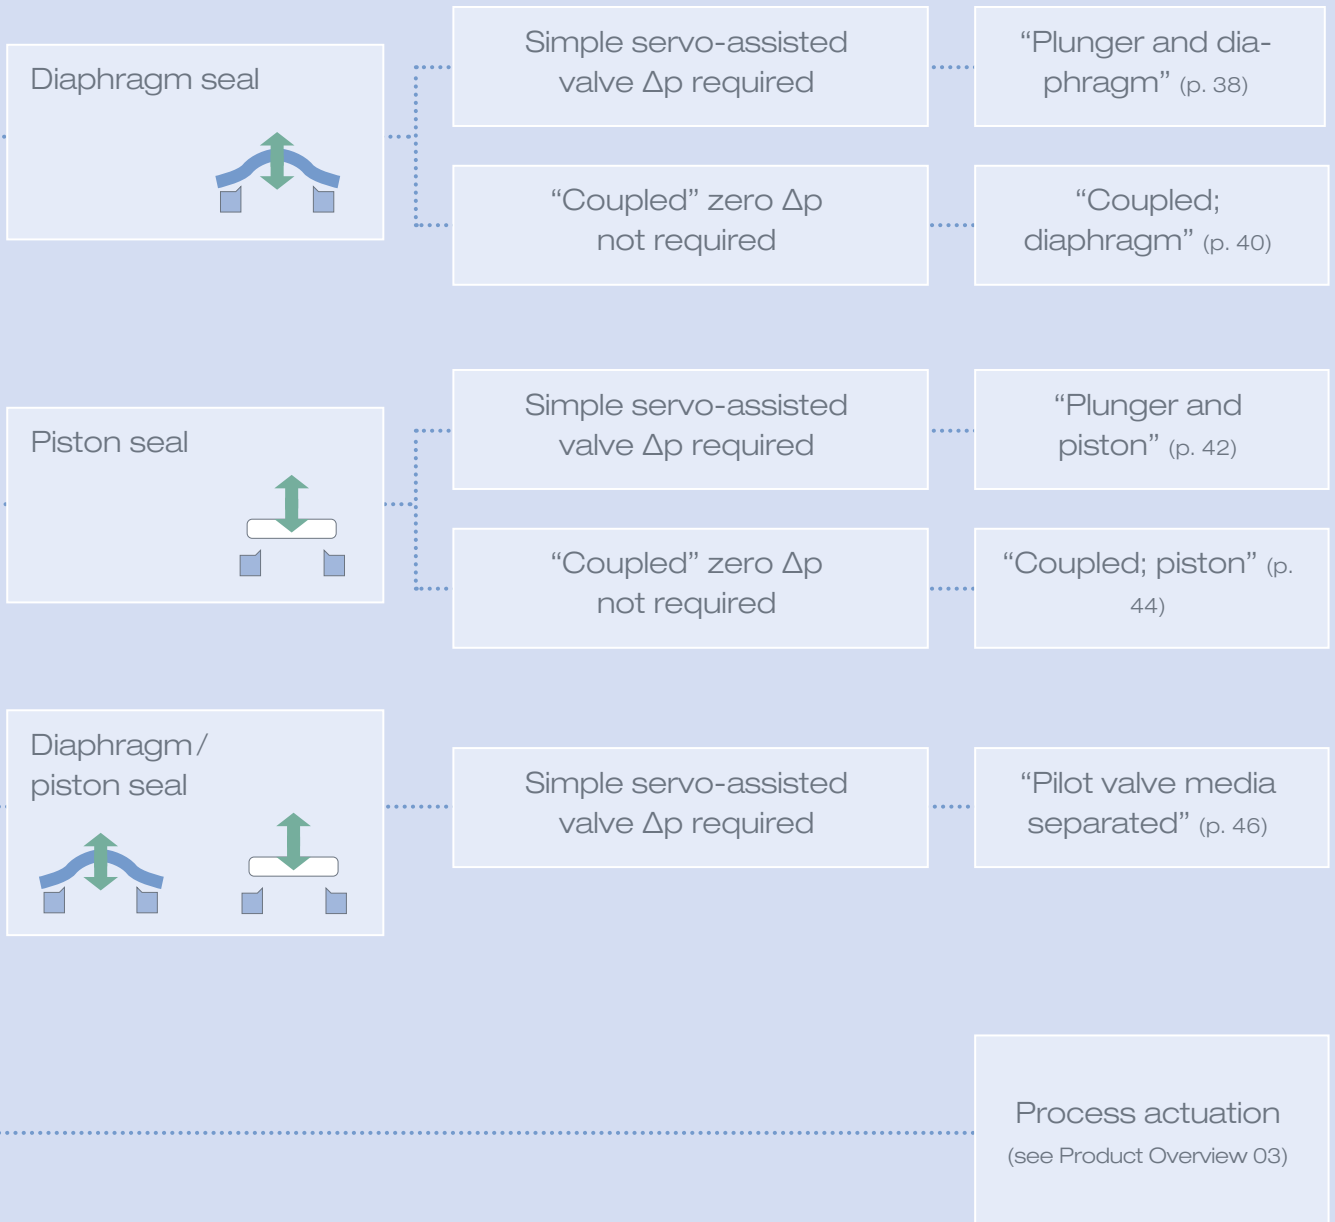 Diaphragm seal
Simple servo-assisted
valve Δp required
“Plunger and dia-
phragm” (p. 38)
“Coupled” zero Δp
not required
“Coupled;
diaphragm” (p. 40)
Piston seal
Simple servo-assisted
valve Δp required
“Plunger and
piston” (p. 42)
“Coupled” zero Δp
not required
“Coupled; piston” (p.
44)
Diaphragm/
piston seal
Simple servo-assisted
valve Δp required
“Pilot valve media
separated” (p. 46)
Process actuation
(see Product Overview 03)